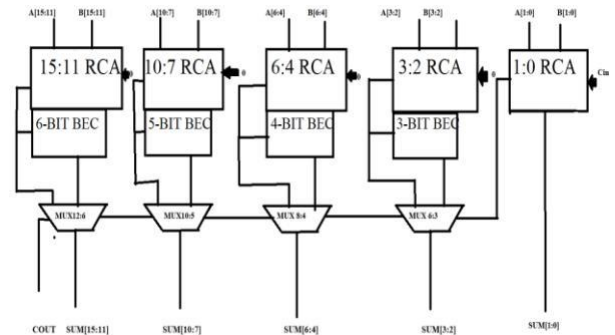 A[15:11] B[15:11] A[10:7] B[10:7] A[6:4] B[6:4] A[3:2] B[3:2] A[1:0] B[1:0]
15:11 RCA 0 10:7 RCA 0 6:4 RCA 0 3:2 RCA 0 1:0 RCA Cin
6-BIT BEC 5-BIT BEC 4-BIT BEC 3-BIT BEC
MUX12:6 MUX10:5 MUX 8:4 MUX 6:3
COUT SUM[15:11] SUM[10:7] SUM[6:4] SUM[3:2] SUM[1:0]